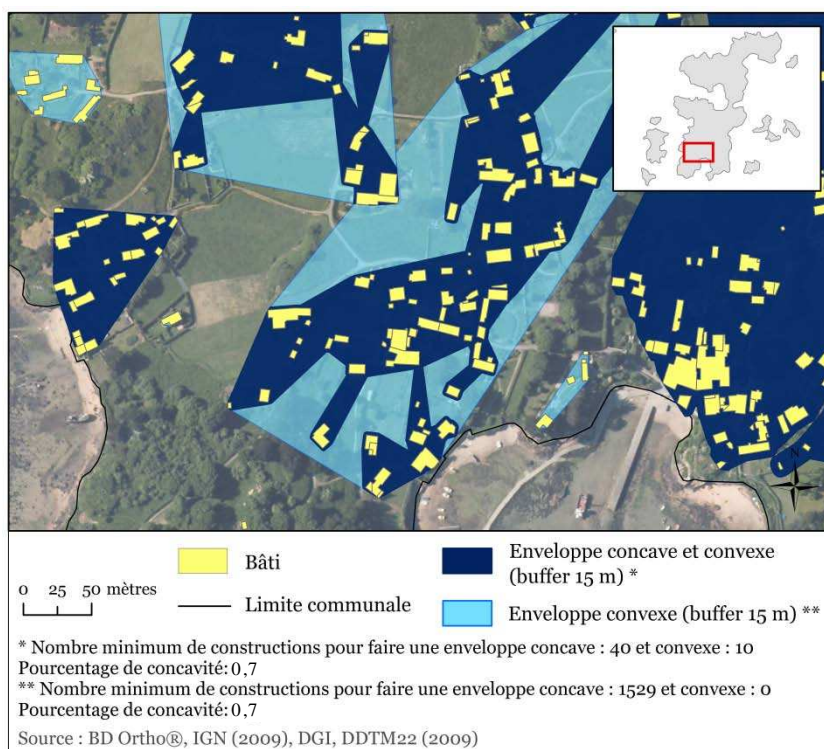 N
Bâti
Enveloppe concave et convexe
(buffer 15 m) *
0 25 50 mètres
Limite communale
Enveloppe convexe (buffer 15 m) **
* Nombre minimum de constructions pour faire une enveloppe concave : 40 et convexe : 10
Pourcentage de concavité: 0,7
** Nombre minimum de constructions pour faire une enveloppe concave : 1529 et convexe : 0
Pourcentage de concavité: 0,7
Source : BD Ortho®, IGN (2009), DGI, DDTM22 (2009)